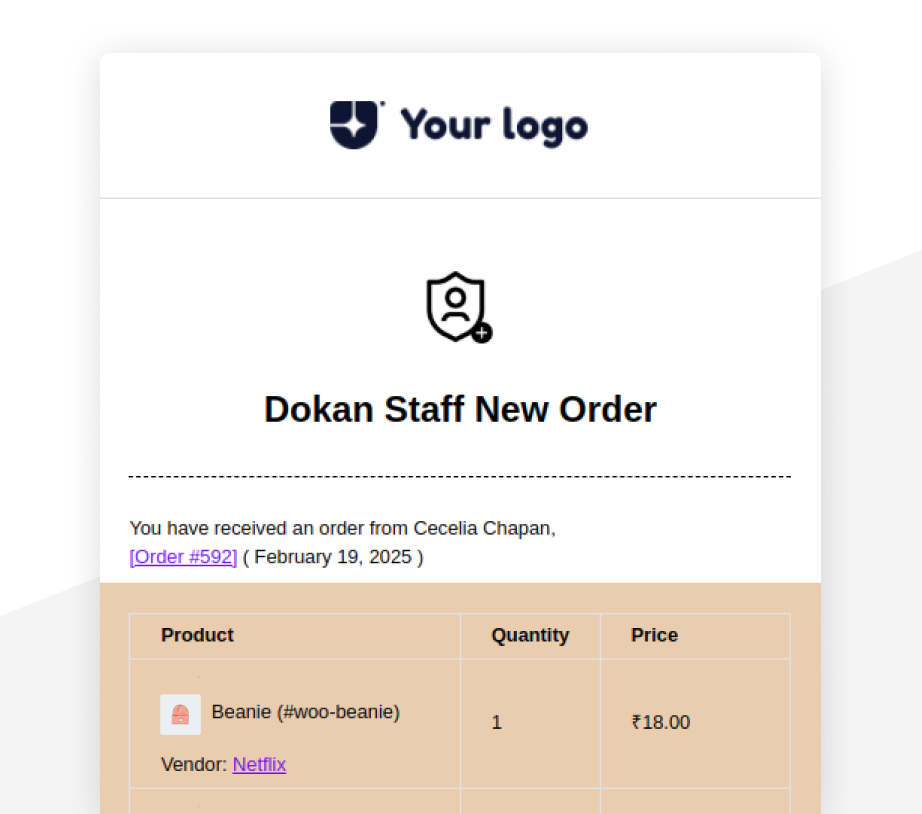 Your logo
Dokan Staff New Order
You have received an order from Cecelia Chapan,
[Order #592] ( February 19, 2025 )
Product Quantity Price
Beanie (#woo-beanie) 1 ₹18.00
Vendor: Netflix